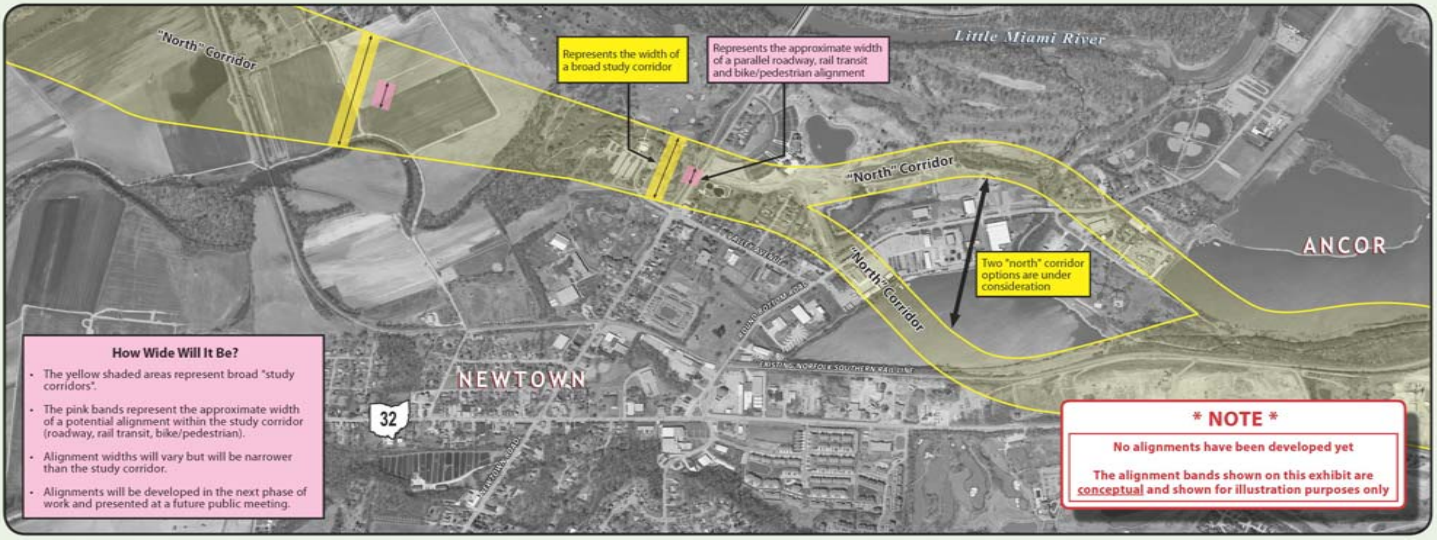 "North" Corridor
Represents the width of
a broad study corridor
Represents the approximate width
of a parallel roadway, rail transit
and bike/pedestrian alignment
Little Miami River
"North" Corridor
ANCOR
Two "north" corridor
options are under
consideration
"North" Corridor
VALLEY AVENUE
ROUND BOTTOM ROAD
EXISTING NORFOLK SOUTHERN RAIL LINE
NEWTOWN
32
How Wide Will It Be?
• The yellow shaded areas represent broad "study
corridors".
• The pink bands represent the approximate width
of a potential alignment within the study corridor
(roadway, rail transit, bike/pedestrian).
• Alignment widths will vary but will be narrower
than the study corridor.
• Alignments will be developed in the next phase of
work and presented at a future public meeting.
* NOTE *
No alignments have been developed yet
The alignment bands shown on this exhibit are
conceptual and shown for illustration purposes only